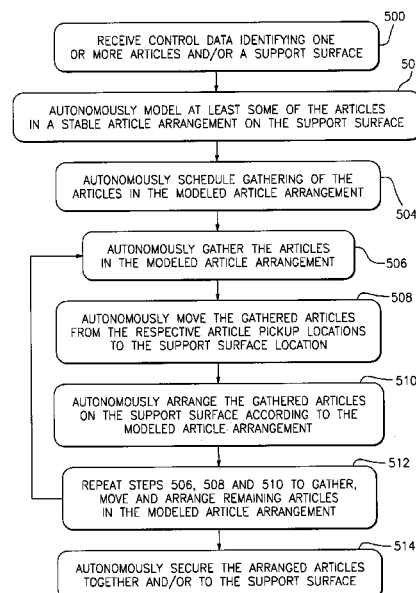 500
RECEIVE CONTROL DATA IDENTIFYING ONE
OR MORE ARTICLES AND/OR A SUPPORT SURFACE
50
AUTONOMOUSLY MODEL AT LEAST SOME OF THE ARTICLES
IN A STABLE ARTICLE ARRANGEMENT ON THE SUPPORT SURFACE
AUTONOMOUSLY SCHEDULE GATHERING OF THE
ARTICLES IN THE MODELED ARTICLE ARRANGEMENT
504
AUTONOMOUSLY GATHER THE ARTICLES
IN THE MODELED ARTICLE ARRANGEMENT
506
508
AUTONOMOUSLY MOVE THE GATHERED ARTICLES
FROM THE RESPECTIVE ARTICLE PICKUP LOCATIONS
TO THE SUPPORT SURFACE LOCATION
510
AUTONOMOUSLY ARRANGE THE GATHERED ARTICLES
ON THE SUPPORT SURFACE ACCORDING TO THE
MODELED ARTICLE ARRANGEMENT
512
REPEAT STEPS 506, 508 AND 510 TO GATHER,
MOVE AND ARRANGE REMAINING ARTICLES
IN THE MODELED ARTICLE ARRANGEMENT
514
AUTONOMOUSLY SECURE THE ARRANGED ARTICLES
TOGETHER AND/OR TO THE SUPPORT SURFACE